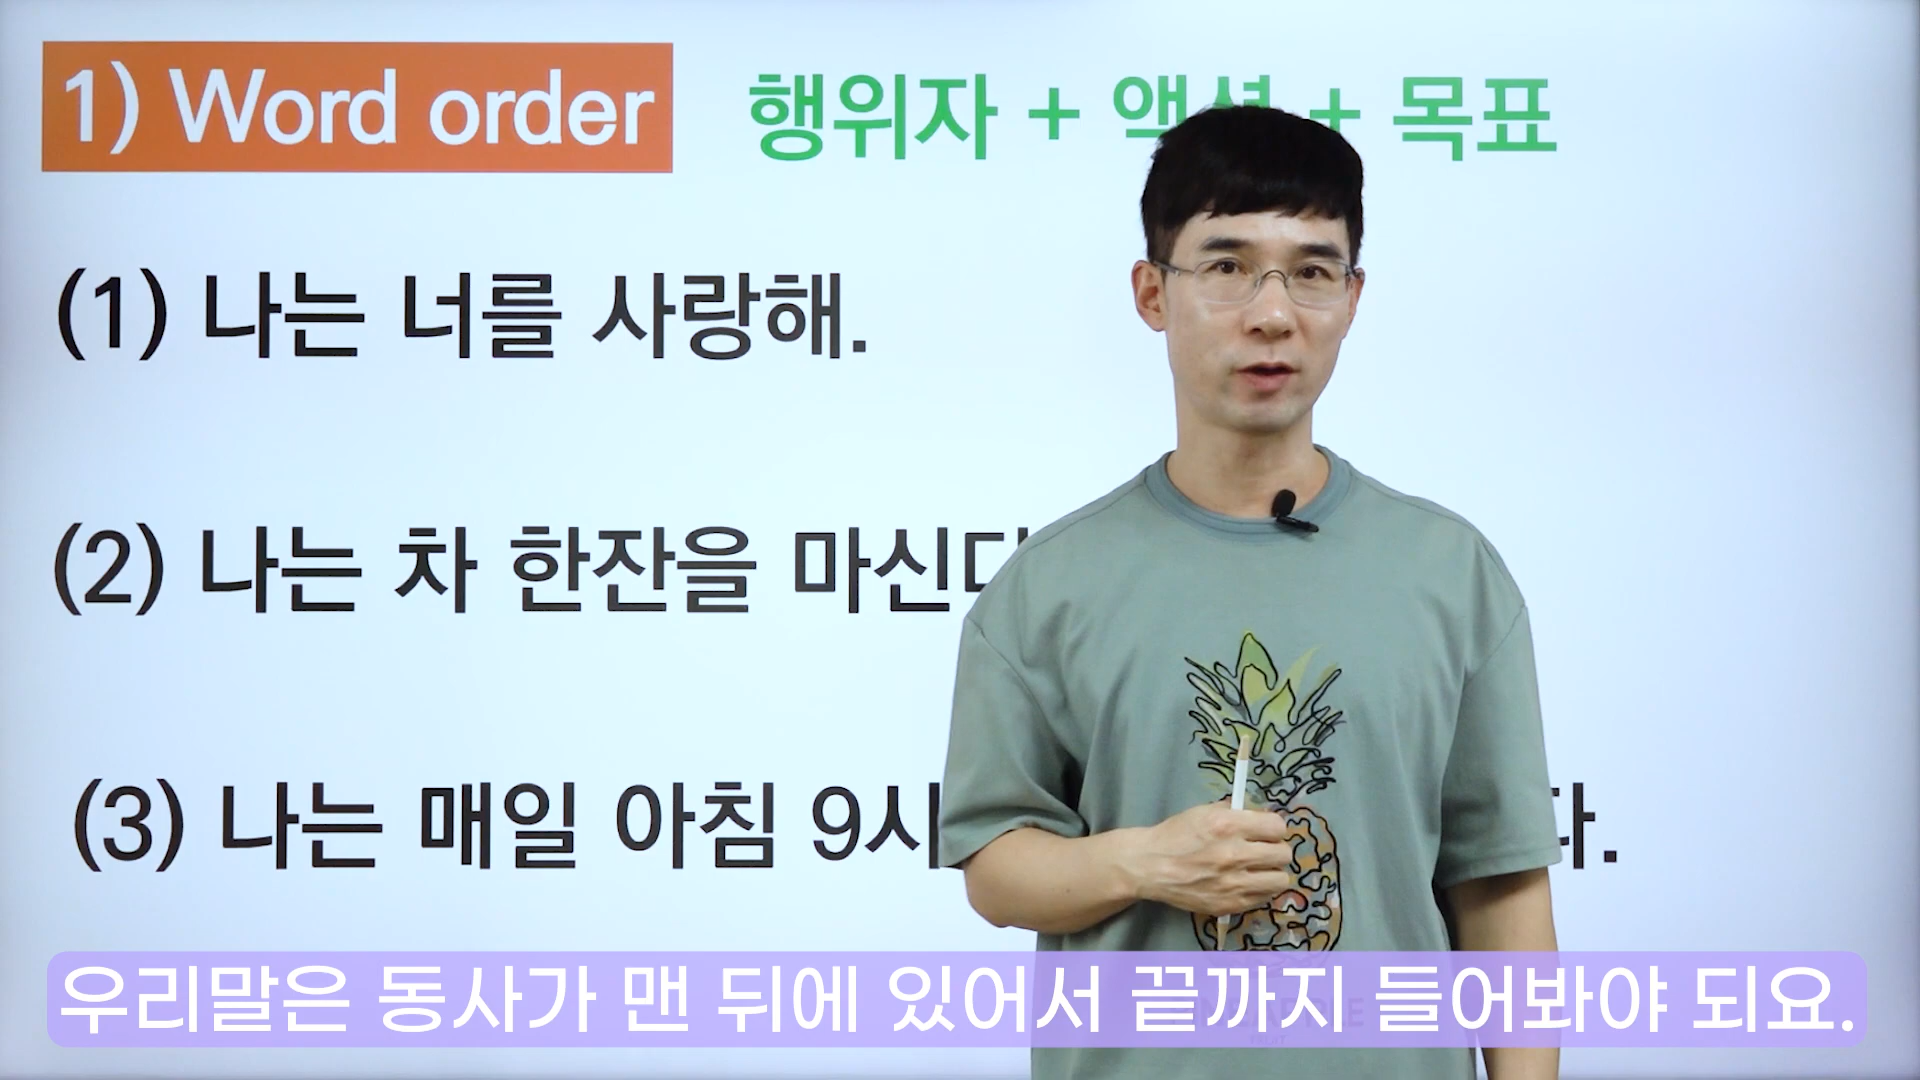 1) Word order 행위자 + + 목표
(1) 나는 너를 사랑해.
(2) 나는 차 한잔을
(3) 나는 매일 아침 9시
우리말은 동사가 맨 뒤에 있어서 끝까지 들어봐야 되요.